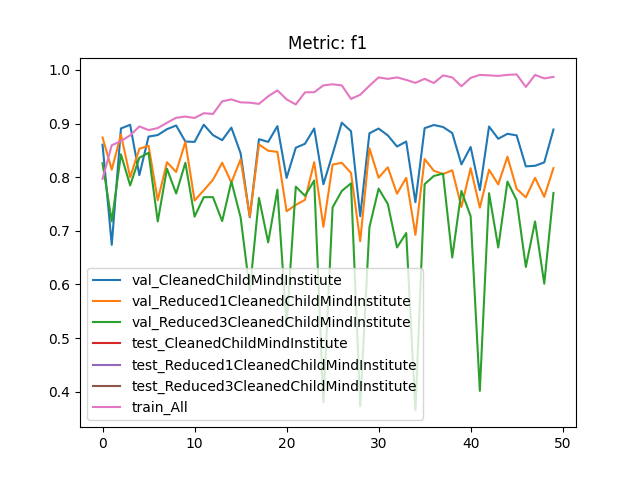 Metric: f1
1.0
0.9
0.8
0.7
0.6
0.5
0.4
val_CleanedChildMindInstitute
val_Reduced1CleanedChildMindInstitute
val_Reduced3CleanedChildMindInstitute
test_CleanedChildMindInstitute
test_Reduced1CleanedChildMindInstitute
test_Reduced3CleanedChildMindInstitute
train_All
0
10
20
30
40
50